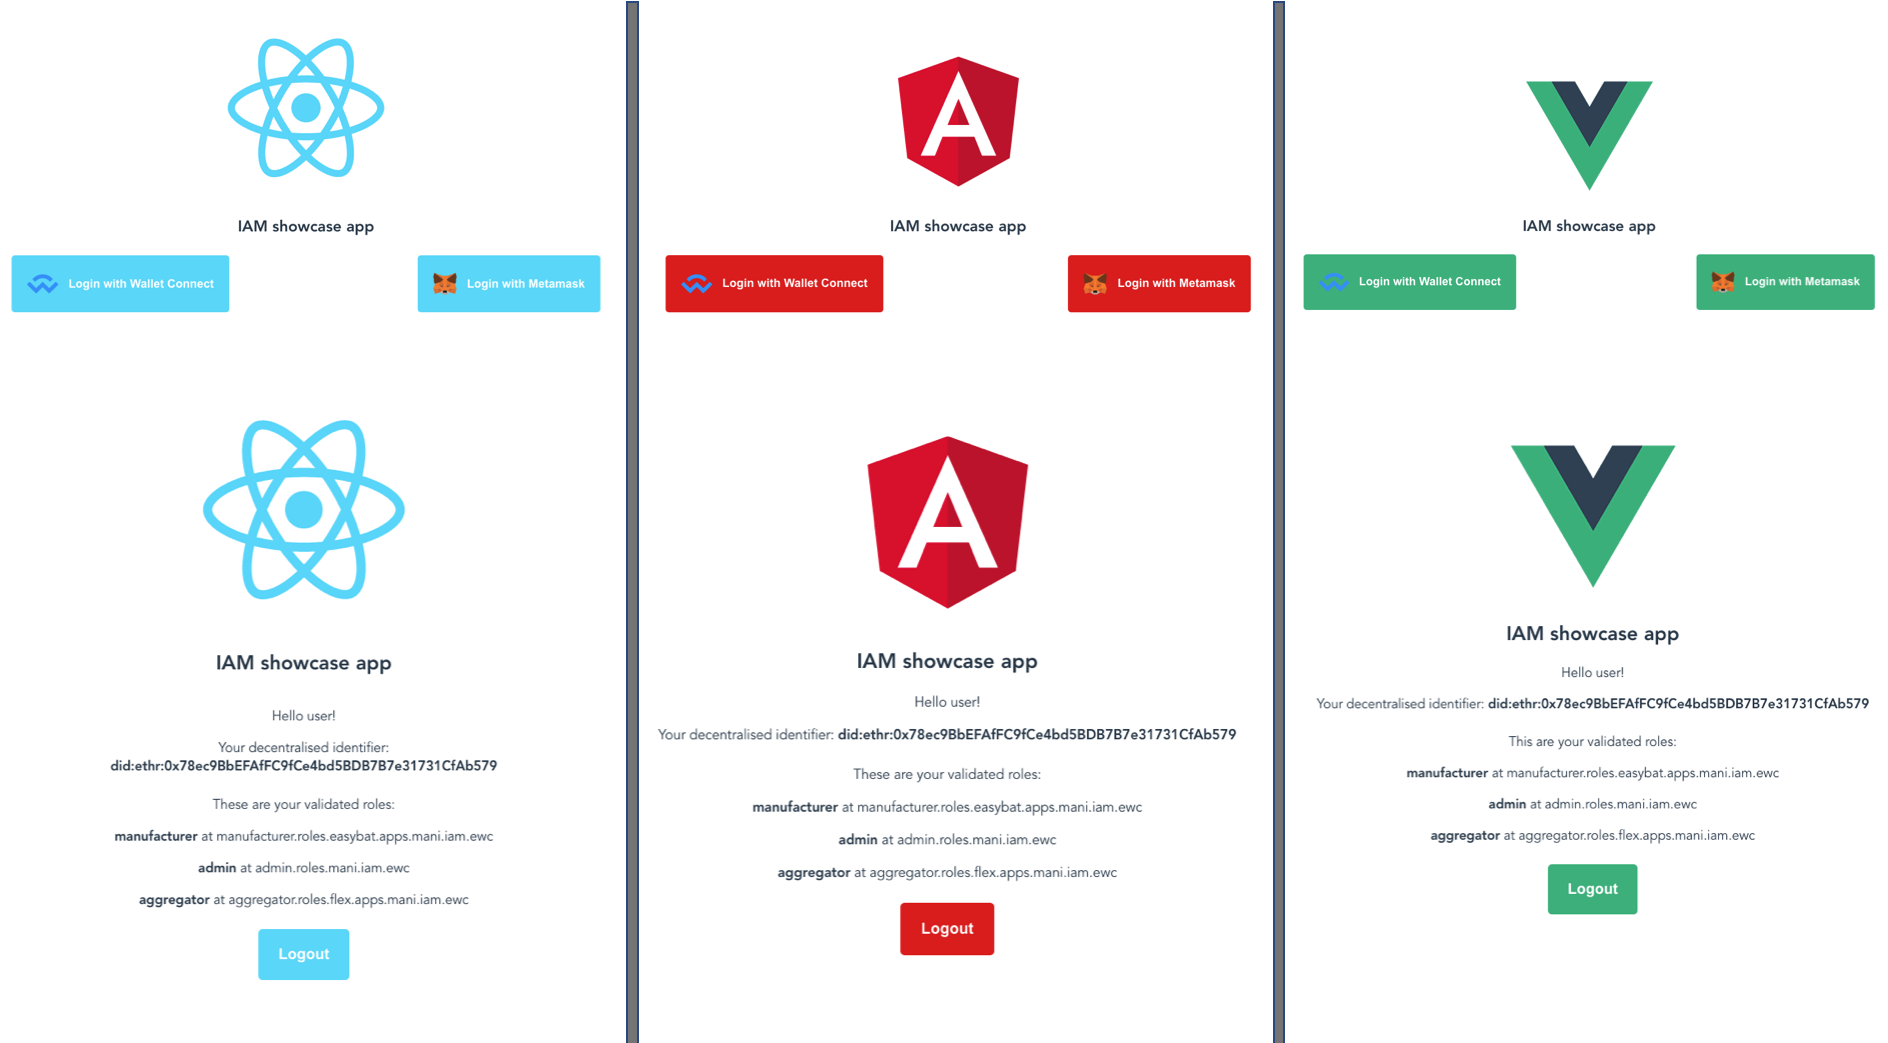 IAM showcase app
Login with Wallet Connect
Login with Metamask
IAM showcase app
Hello user!
Your decentralised identifier:
did:ethr:0x78ec9BbEFAfFC9fCe4bd5BDB7B7e31731CfAb579
These are your validated roles:
manufacturer at manufacturer.roles.easybat.apps.mani.iam.ewc
admin at admin.roles.mani.iam.ewc
aggregator at aggregator.roles.flex.apps.mani.iam.ewc
Logout
IAM showcase app
Login with Wallet Connect
Login with Metamask
IAM showcase app
Hello user!
Your decentralised identifier: did:ethr:0x78ec9BbEFAfFC9fCe4bd5BDB7B7e31731CfAb579
These are your validated roles:
manufacturer at manufacturer.roles.easybat.apps.mani.iam.ewc
admin at admin.roles.mani.iam.ewc
aggregator at aggregator.roles.flex.apps.mani.iam.ewc
Logout
IAM showcase app
Login with Wallet Connect
Login with Metamask
IAM showcase app
Hello user!
Your decentralised identifier: did:ethr:0x78ec9BbEFAfFC9fCe4bd5BDB7B7e31731CfAb579
This are your validated roles:
manufacturer at manufacturer.roles.easybat.apps.mani.iam.ewc
admin at admin.roles.mani.iam.ewc
aggregator at aggregator.roles.flex.apps.mani.iam.ewc
Logout